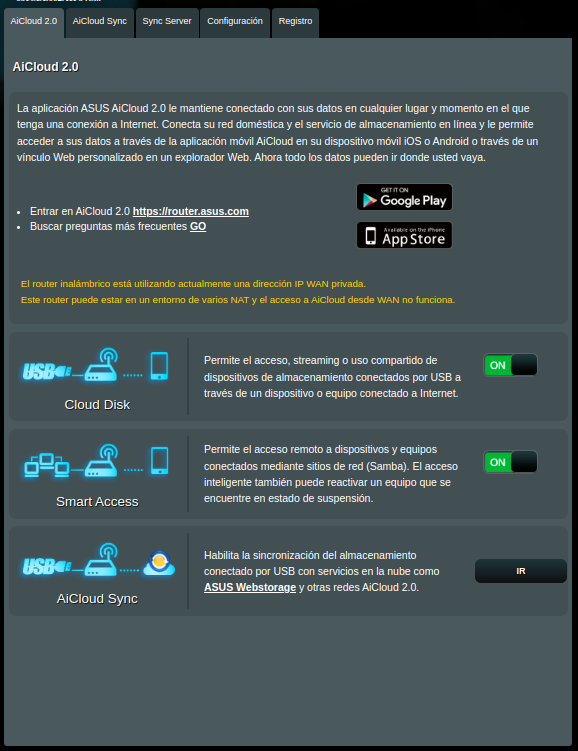 AiCloud 2.0 AiCloud Sync Sync Server Configuración Registro
AiCloud 2.0
La aplicación ASUS AiCloud 2.0 le mantiene conectado con sus datos en cualquier lugar y momento en el que
tenga una conexión a Internet. Conecta su red doméstica y el servicio de almacenamiento en línea y le permite
acceder a sus datos a través de la aplicación móvil AiCloud en su dispositivo móvil iOS o Android o través de un
vínculo Web personalizado en un explorador Web. Ahora todo los datos pueden ir donde usted vaya.
GET IT ON
Google Play
Entrar en AiCloud 2.0 https://router.asus.com
Buscar preguntas más frecuentes GO
Available on the iPhone
App Store
El router inalámbrico está utilizando actualmente una dirección IP WAN privada.
Este router puede estar en un entorno de varios NAT y el acceso a AiCloud desde WAN no funciona.
USB
Cloud Disk
Permite el acceso, streaming o uso compartido de
dispositivos de almacenamiento conectados por USB a
través de un dispositivo o equipo conectado a Internet.
ON
Smart Access
Permite el acceso remoto a dispositivos y equipos
conectados mediante sitios de red (Samba). El acceso
inteligente también puede reactivar un equipo que se
encuentre en estado de suspensión.
ON
USB
AiCloud Sync
Habilita la sincronización del almacenamiento
conectado por USB con servicios en la nube como
ASUS Webstorage y otras redes AiCloud 2.0.
IR